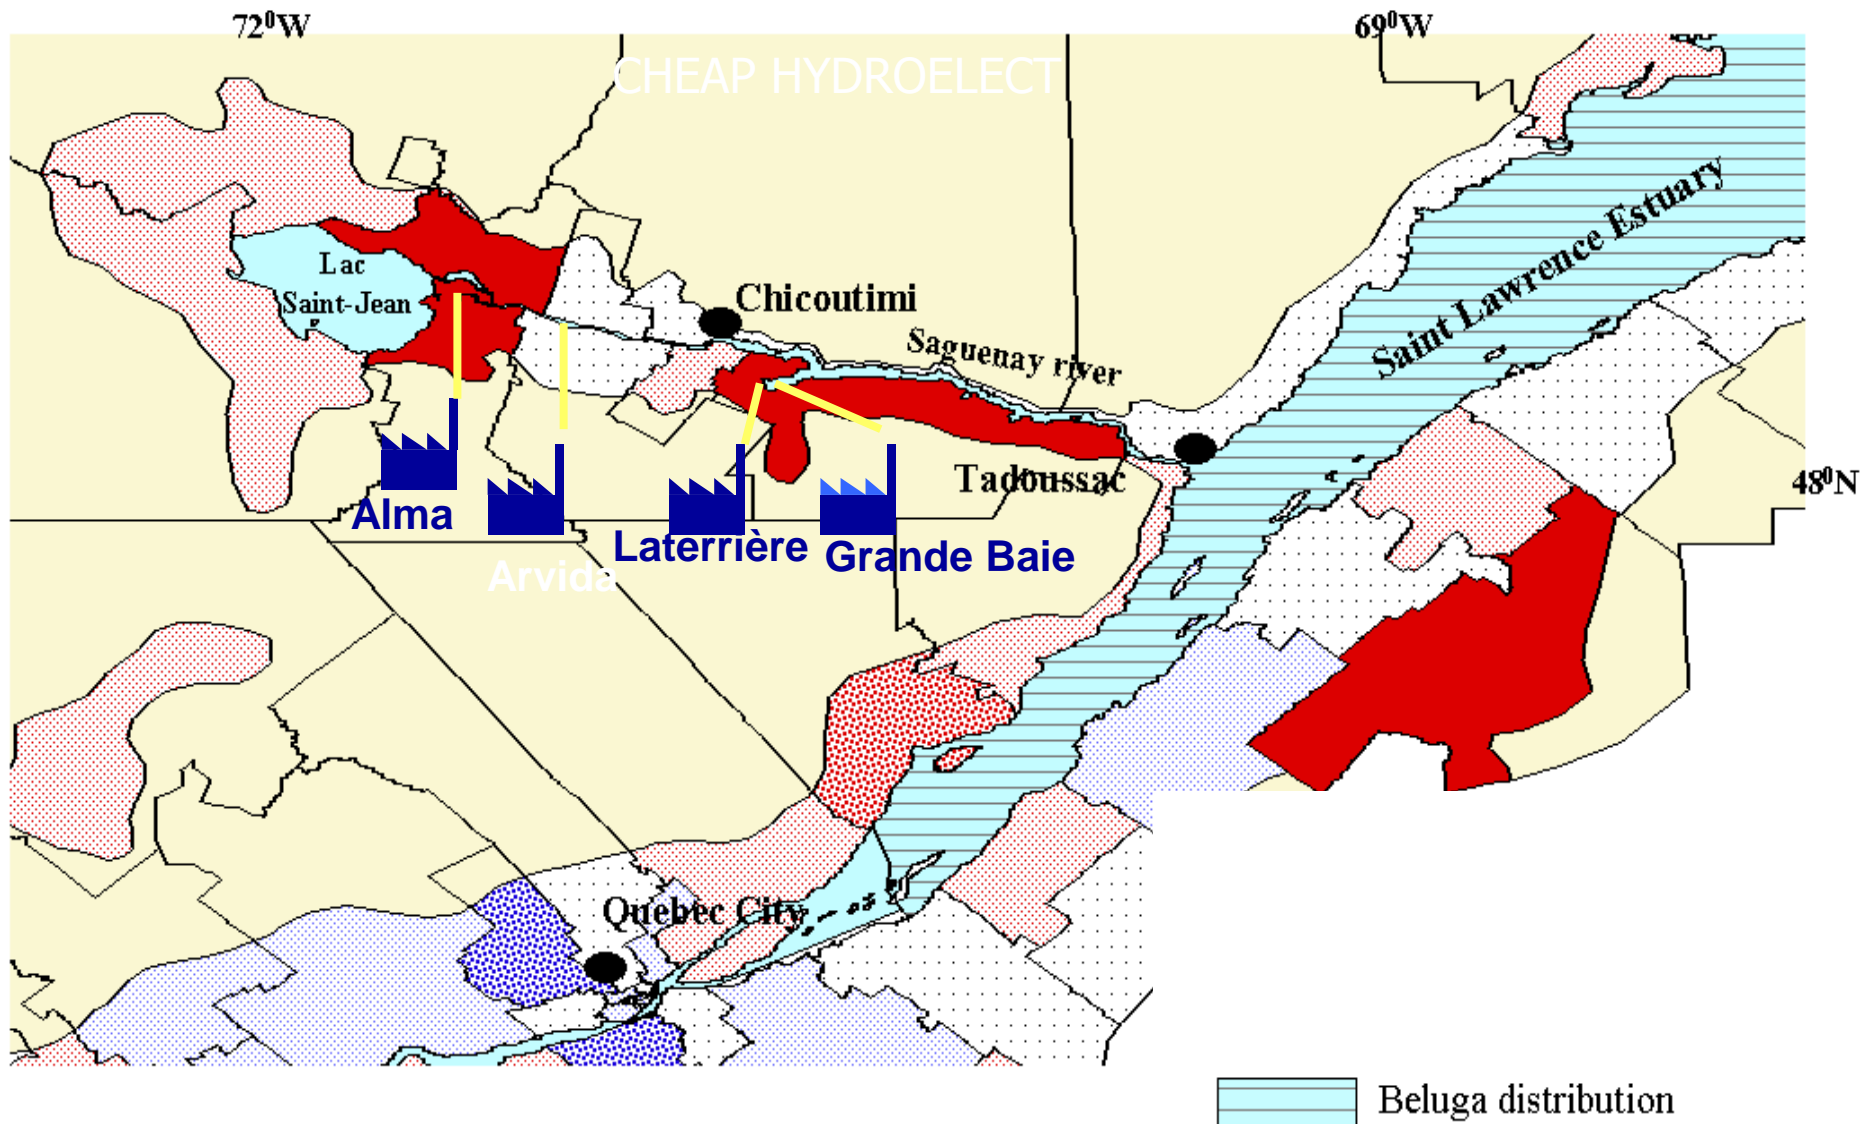 72⁰W
69⁰W
CHEAP HYDROELECT
Lac
Saint-Jean
Chicoutimi
Saguenay river
Saint Lawrence Estuary
Tadoussac
48⁰N
Alma
Laterrière
Grande Baie
Arvida
Quebec City
Beluga distribution